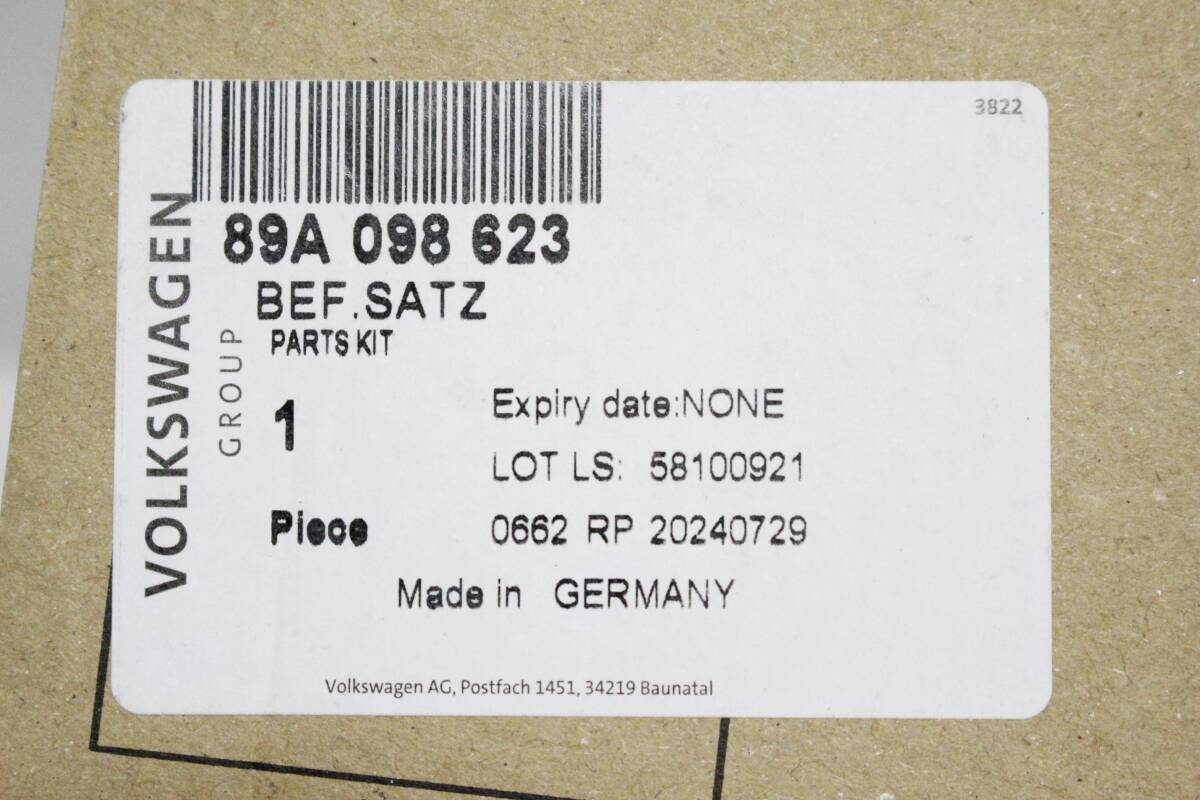 3822
VOLKSWAGEN
GROUP
89A 098 623
BEF.SATZ
PARTS KIT
1
Expiry date:NONE
LOT LS: 58100921
Piece
0662 RP 20240729
Made in GERMANY
Volkswagen AG, Postfach 1451, 34219 Baunatal